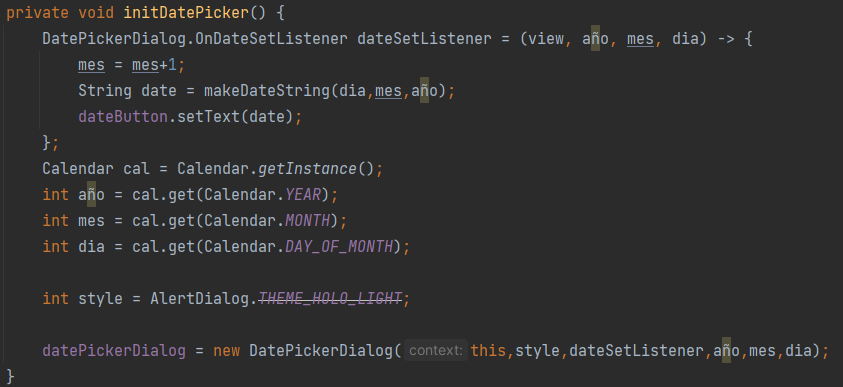 private void initDatePicker() {
    DatePickerDialog.OnDateSetListener dateSetListener = (view, año, mes, dia) -> {
        mes = mes+1;
        String date = makeDateString(dia,mes,año);
        dateButton.setText(date);
    };
    Calendar cal = Calendar.getInstance();
    int año = cal.get(Calendar.YEAR);
    int mes = cal.get(Calendar.MONTH);
    int dia = cal.get(Calendar.DAY_OF_MONTH);

    int style = AlertDialog.THEME_HOLO_LIGHT;

    datePickerDialog = new DatePickerDialog( context: this,style,dateSetListener,año,mes,dia);
}